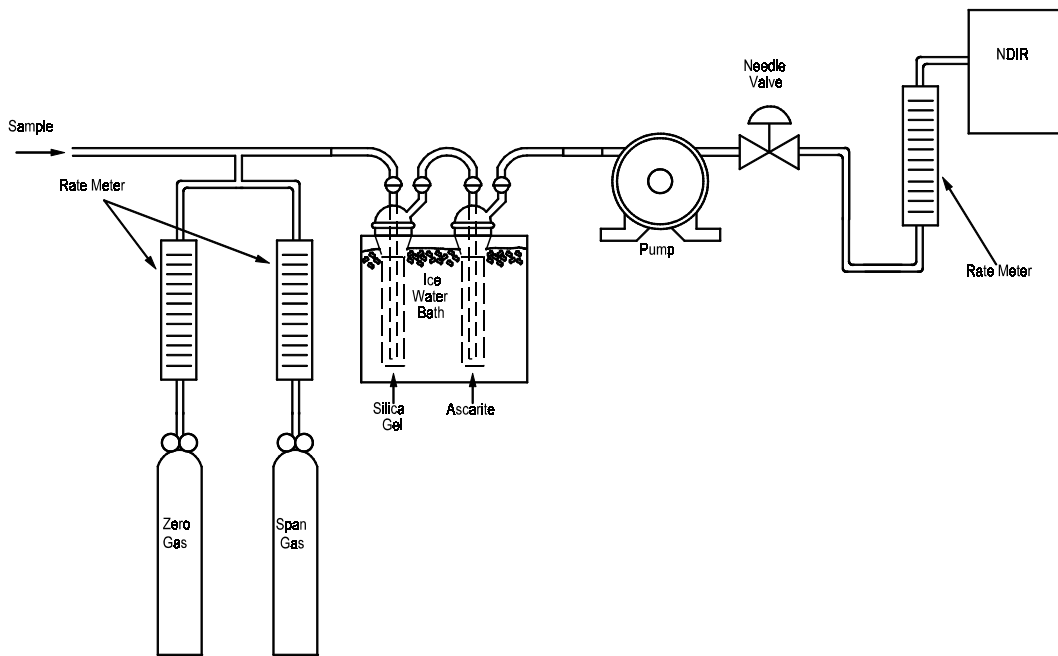 NDIR
Needle
Valve
Sample
Rate Meter
Pump
Rate Meter
Ice
Water
Bath
Silica
Gel
Ascarite
Zero
Gas
Span
Gas